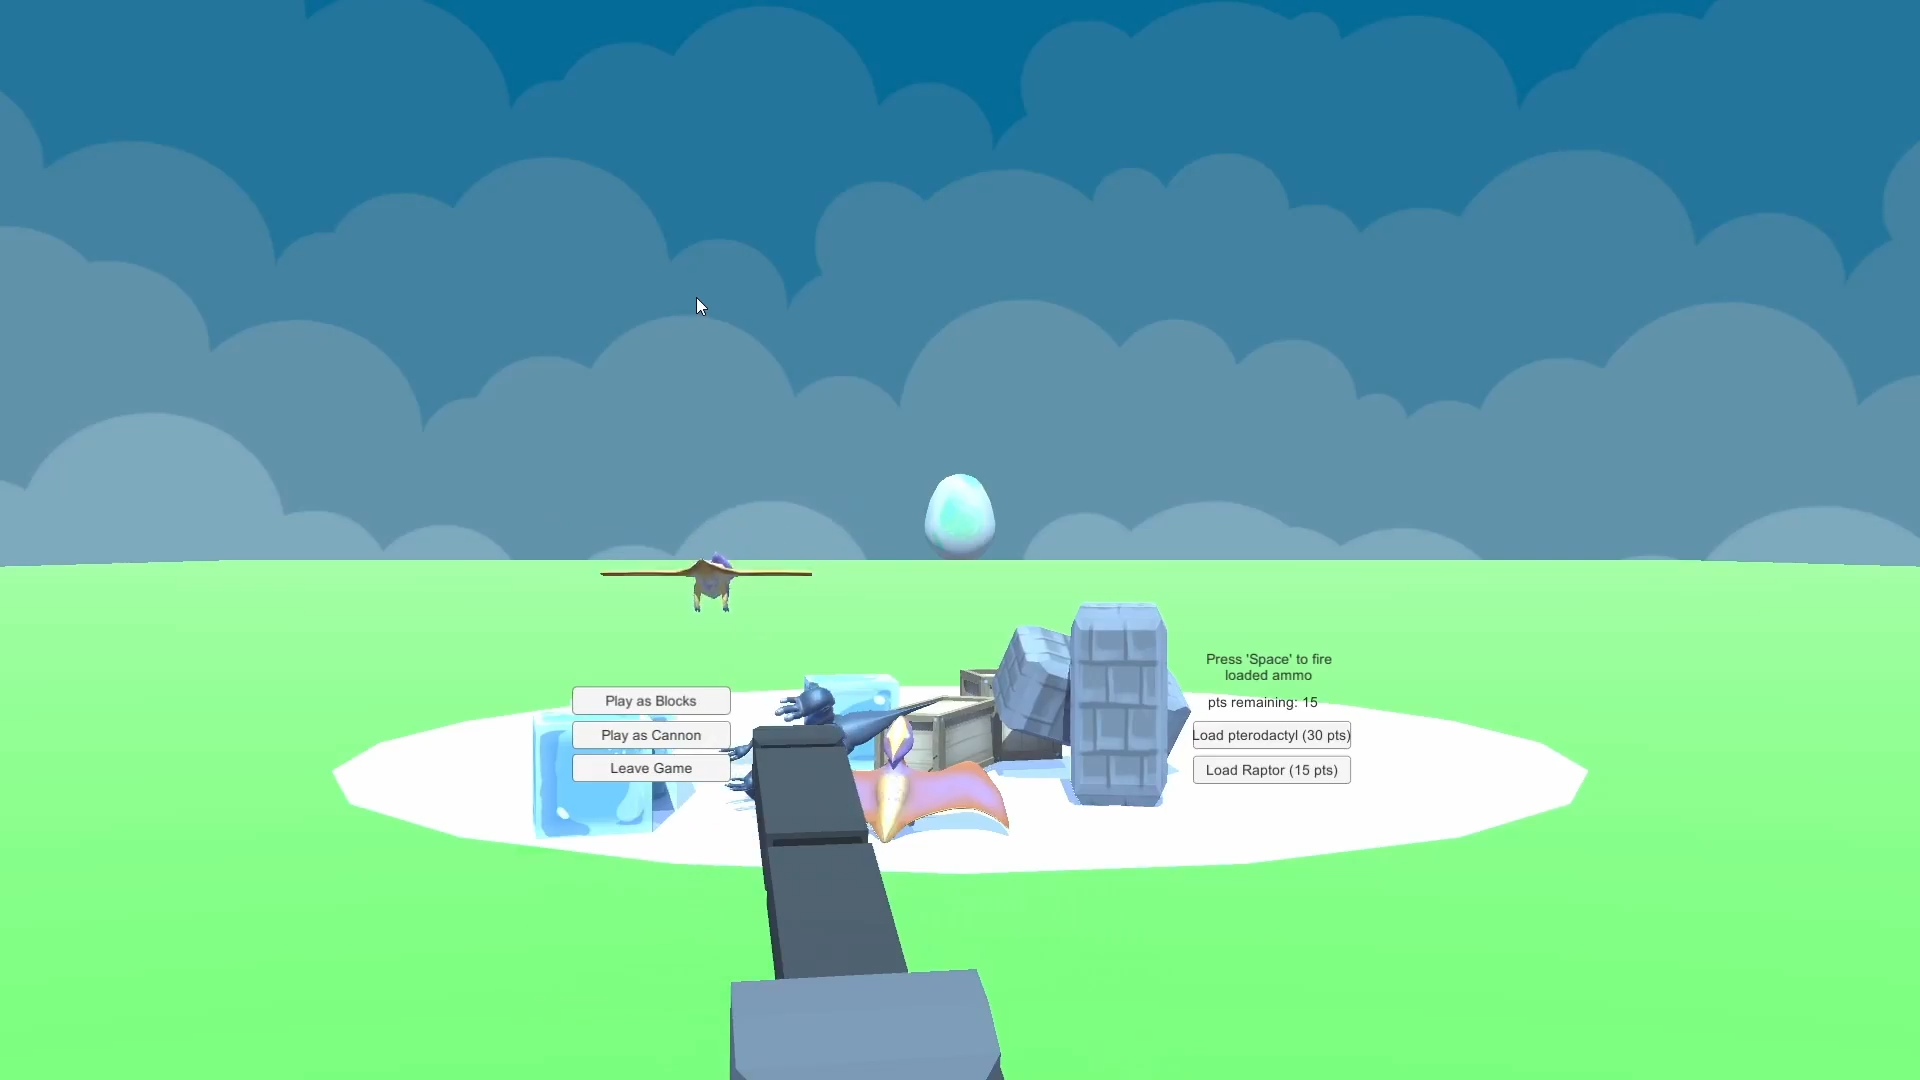 Play as Blocks
Play as Cannon
Leave Game
Press 'Space' to fire
loaded ammo
pts remaining: 15
Load pterodactyl (30 pts)
Load Raptor (15 pts)